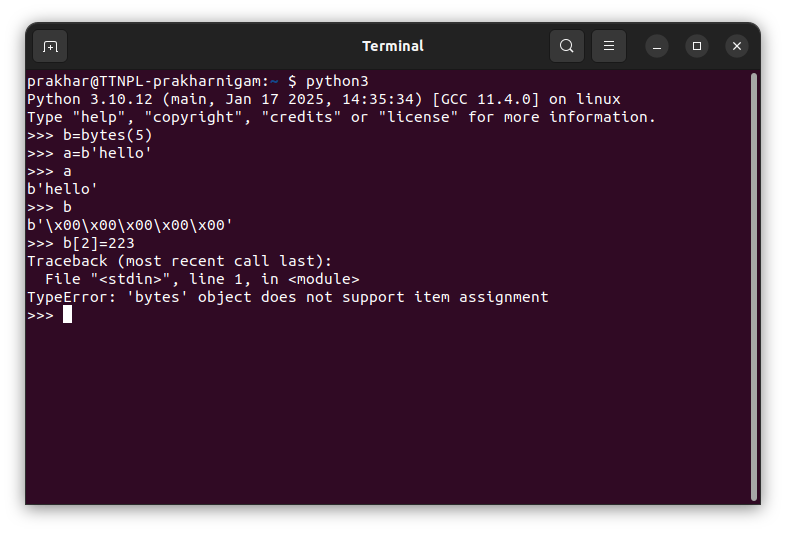 Terminal
prakhar@TTNPL-prakharnigam:~ $ python3
Python 3.10.12 (main, Jan 17 2025, 14:35:34) [GCC 11.4.0] on linux
Type "help", "copyright", "credits" or "license" for more information.
>>> b=bytes(5)
>>> a=b'hello'
>>> a
b'hello'
>>> b
b'\x00\x00\x00\x00\x00'
>>> b[2]=223
Traceback (most recent call last):
  File "<stdin>", line 1, in <module>
TypeError: 'bytes' object does not support item assignment
>>>